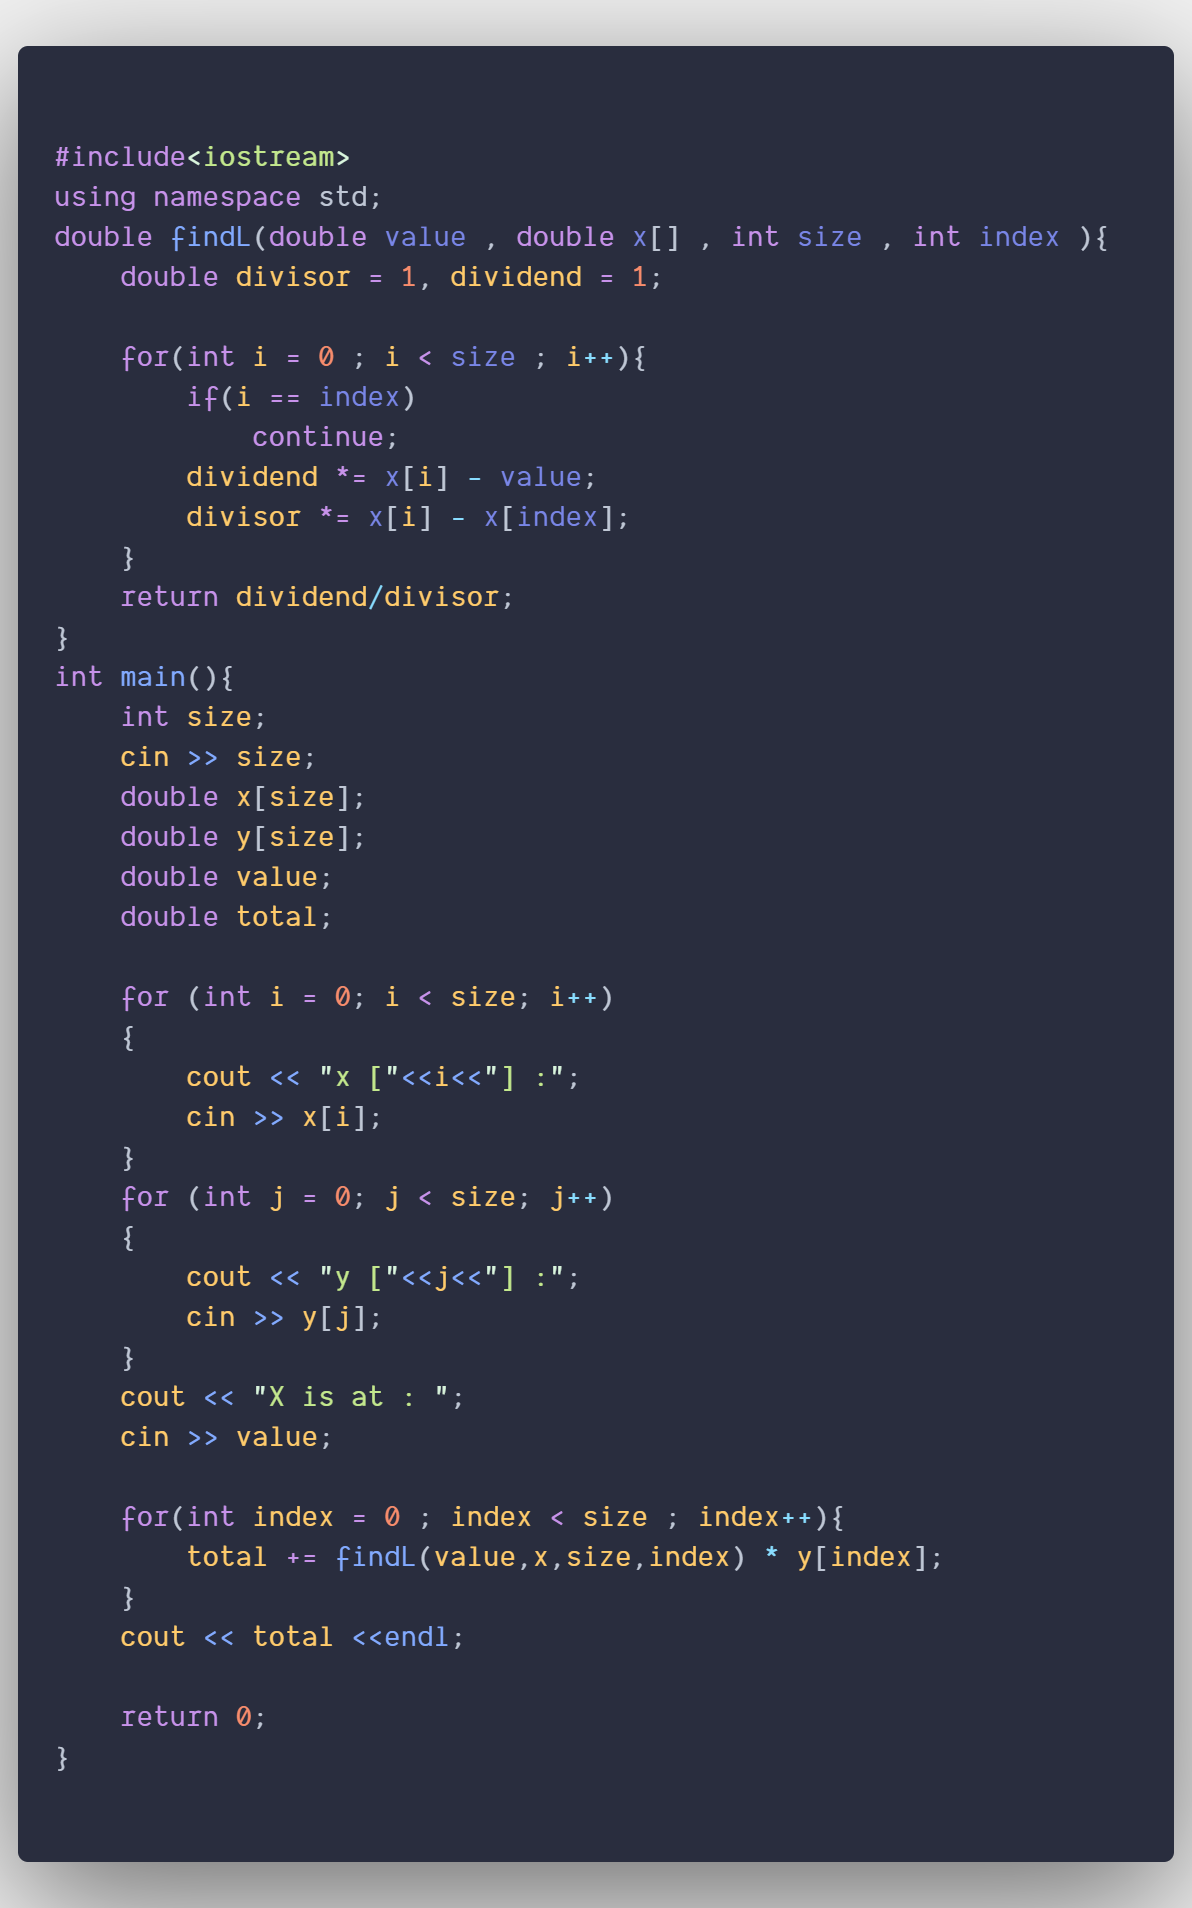 #include<iostream>
using namespace std;
double findL(double value , double x[] , int size , int index ){
    double divisor = 1, dividend = 1;

    for(int i = 0 ; i < size ; i++){
        if(i == index)
            continue;
        dividend *= x[i] - value;
        divisor *= x[i] - x[index];
    }
    return dividend/divisor;
}
int main(){
    int size;
    cin >> size;
    double x[size];
    double y[size];
    double value;
    double total;

    for (int i = 0; i < size; i++)
    {
        cout << "x ["<<i<<"] :";
        cin >> x[i];
    }
    for (int j = 0; j < size; j++)
    {
        cout << "y ["<<j<<"] :";
        cin >> y[j];
    }
    cout << "X is at : ";
    cin >> value;

    for(int index = 0 ; index < size ; index++){
        total += findL(value,x,size,index) * y[index];
    }
    cout << total <<endl;

    return 0;
}